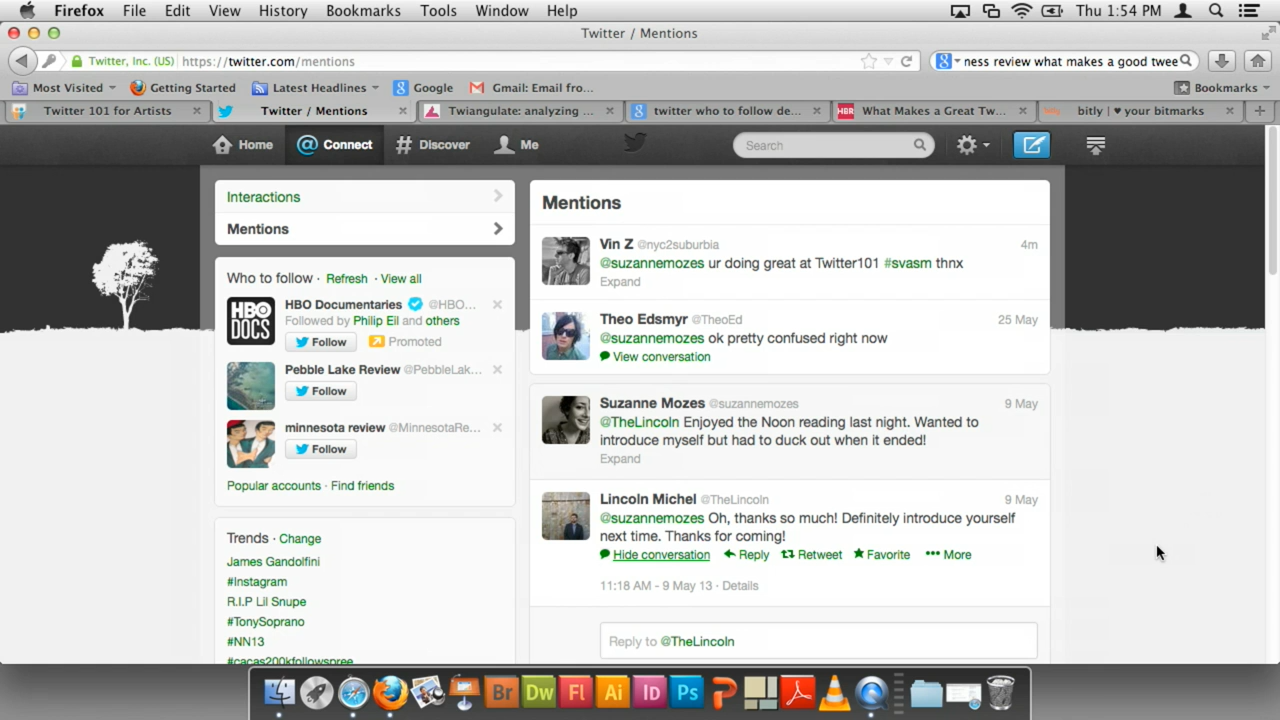 Firefox File Edit View History Bookmarks Tools Window Help Thu 1:54 PM
Twitter / Mentions
Twitter, Inc. (US) https://twitter.com/mentions ness review what makes a good twee
Most Visited Getting Started Latest Headlines Google Gmail: Email fro... Bookmarks
Twitter 101 for Artists Twitter / Mentions Twiangulate: analyzing ... twitter who to follow de... HBR What Makes a Great Tw... bitly | ♥ your bitmarks
Home @ Connect # Discover Me Search
Interactions
Mentions
Who to follow · Refresh · View all
HBO DOCS
HBO Documentaries @HBO...
Followed by Philip Eil and others
Follow Promoted
Pebble Lake Review @PebbleLak...
Follow
minnesota review @MinnesotaRe...
Follow
Popular accounts · Find friends
Trends · Change
James Gandolfini
#Instagram
R.I.P Lil Snupe
#TonySoprano
#NN13
#cacas200kfollowspree
Mentions
Vin Z @nyc2suburbia 4m
@suzannemozes ur doing great at Twitter101 #svasm thnx
Expand
Theo Edsmyr @TheoEd 25 May
@suzannemozes ok pretty confused right now
View conversation
Suzanne Mozes @suzannemozes 9 May
@TheLincoln Enjoyed the Noon reading last night. Wanted to
introduce myself but had to duck out when it ended!
Expand
Lincoln Michel @TheLincoln 9 May
@suzannemozes Oh, thanks so much! Definitely introduce yourself
next time. Thanks for coming!
Hide conversation Reply Retweet Favorite More
11:18 AM - 9 May 13 · Details
Reply to @TheLincoln
Br Dw Fl Ai Id Ps